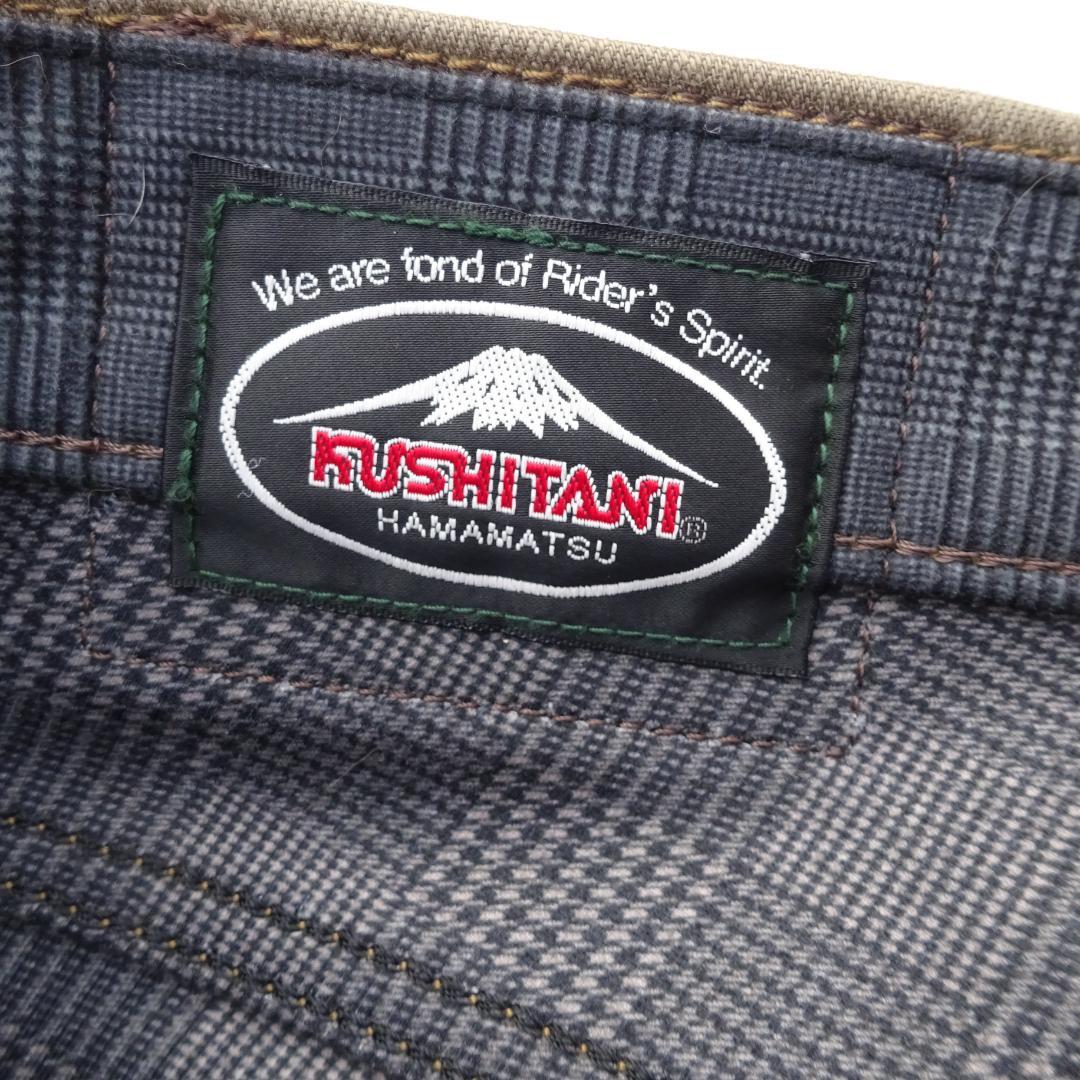 We are fond of Rider's Spirit.
KUSHITANI®
HAMAMATSU